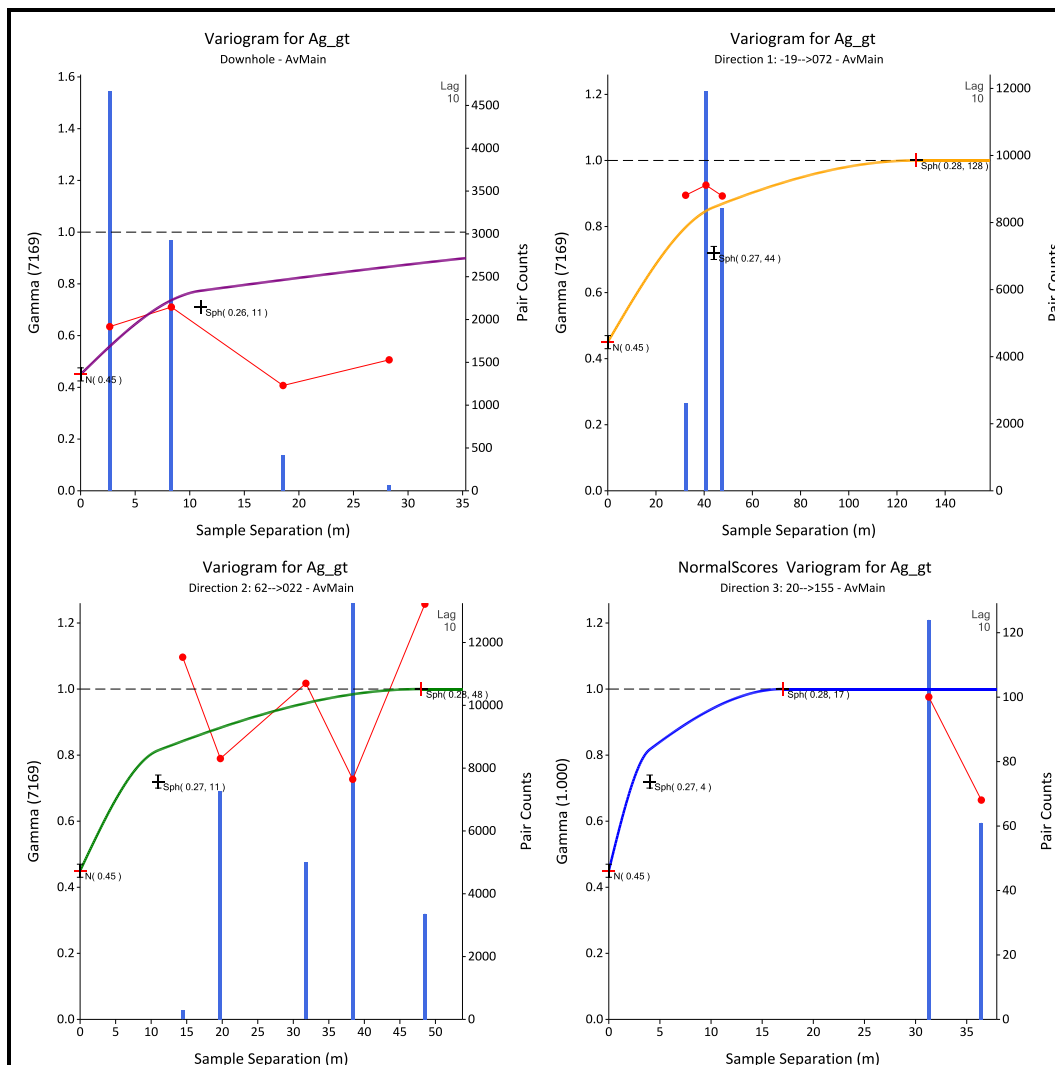 Variogram for Ag_gt
Downhole - AvMain
Lag
10
Gamma (7169)
1.6
1.4
1.2
1.0
0.8
0.6
0.4
0.2
0.0
4500
4000
3500
3000
2500
2000
1500
1000
500
0
Pair Counts
N( 0.45 )
Sph( 0.26, 11 )
0 5 10 15 20 25 30 35
Sample Separation (m)
Variogram for Ag_gt
Direction 1: -19-->072 - AvMain
Lag
10
Gamma (7169)
1.2
1.0
0.8
0.6
0.4
0.2
0.0
12000
10000
8000
6000
4000
2000
0
Pair Counts
N( 0.45 )
Sph( 0.27, 44 )
Sph( 0.28, 128 )
0 20 40 60 80 100 120 140
Sample Separation (m)
Variogram for Ag_gt
Direction 2: 62-->022 - AvMain
Lag
10
Gamma (7169)
1.2
1.0
0.8
0.6
0.4
0.2
0.0
12000
10000
8000
6000
4000
2000
0
Pair Counts
N( 0.45 )
Sph( 0.27, 11 )
Sph( 0.28, 48 )
0 5 10 15 20 25 30 35 40 45 50
Sample Separation (m)
NormalScores Variogram for Ag_gt
Direction 3: 20-->155 - AvMain
Lag
10
Gamma (1.000)
1.2
1.0
0.8
0.6
0.4
0.2
0.0
120
100
80
60
40
20
0
Pair Counts
N( 0.45 )
Sph( 0.27, 4 )
Sph( 0.28, 17 )
0 5 10 15 20 25 30 35
Sample Separation (m)